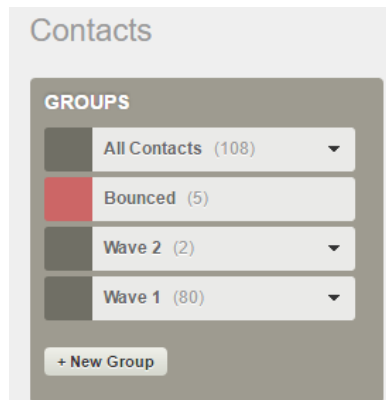 Contacts
GROUPS
All Contacts (108)
Bounced (5)
Wave 2 (2)
Wave 1 (80)
+ New Group